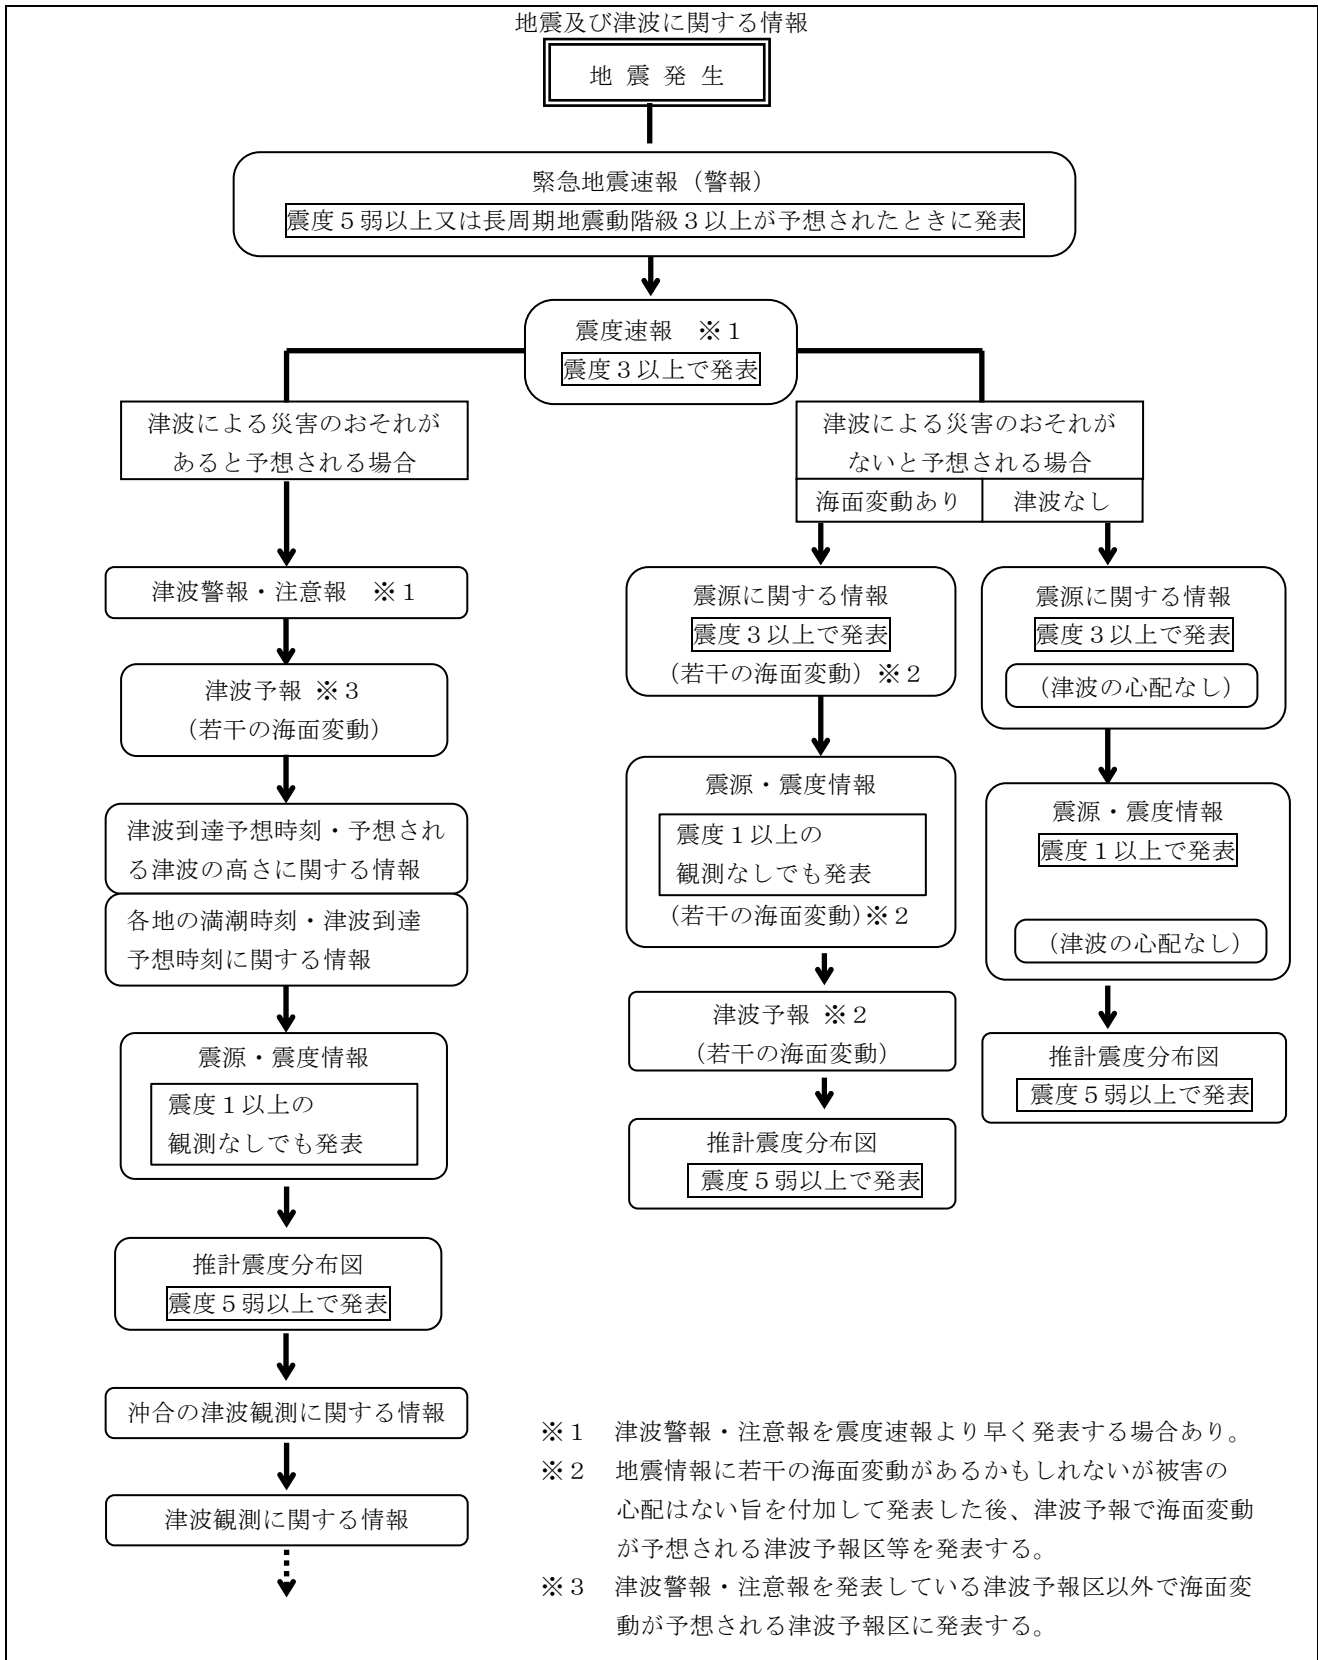 地震及び津波に関する情報
地 震 発 生
緊急地震速報（警報）
震度５弱以上又は長周期地震動階級３以上が予想されたときに発表
震度速報　※１
震度３以上で発表
津波による災害のおそれが
あると予想される場合
津波警報・注意報　※１
津波予報 ※３
（若干の海面変動）
津波到達予想時刻・予想され
る津波の高さに関する情報
各地の満潮時刻・津波到達
予想時刻に関する情報
震源・震度情報
震度１以上の
観測なしでも発表
推計震度分布図
震度５弱以上で発表
沖合の津波観測に関する情報
津波観測に関する情報
津波による災害のおそれが
ないと予想される場合
海面変動あり
津波なし
震源に関する情報
震度３以上で発表
（若干の海面変動）※２
震源・震度情報
震度１以上の
観測なしでも発表
（若干の海面変動）※２
津波予報 ※２
（若干の海面変動）
推計震度分布図
震度５弱以上で発表
震源に関する情報
震度３以上で発表
（津波の心配なし）
震源・震度情報
震度１以上で発表
（津波の心配なし）
推計震度分布図
震度５弱以上で発表
※１　津波警報・注意報を震度速報より早く発表する場合あり。
※２　地震情報に若干の海面変動があるかもしれないが被害の
心配はない旨を付加して発表した後、津波予報で海面変動
が予想される津波予報区等を発表する。
※３　津波警報・注意報を発表している津波予報区以外で海面変
動が予想される津波予報区に発表する。